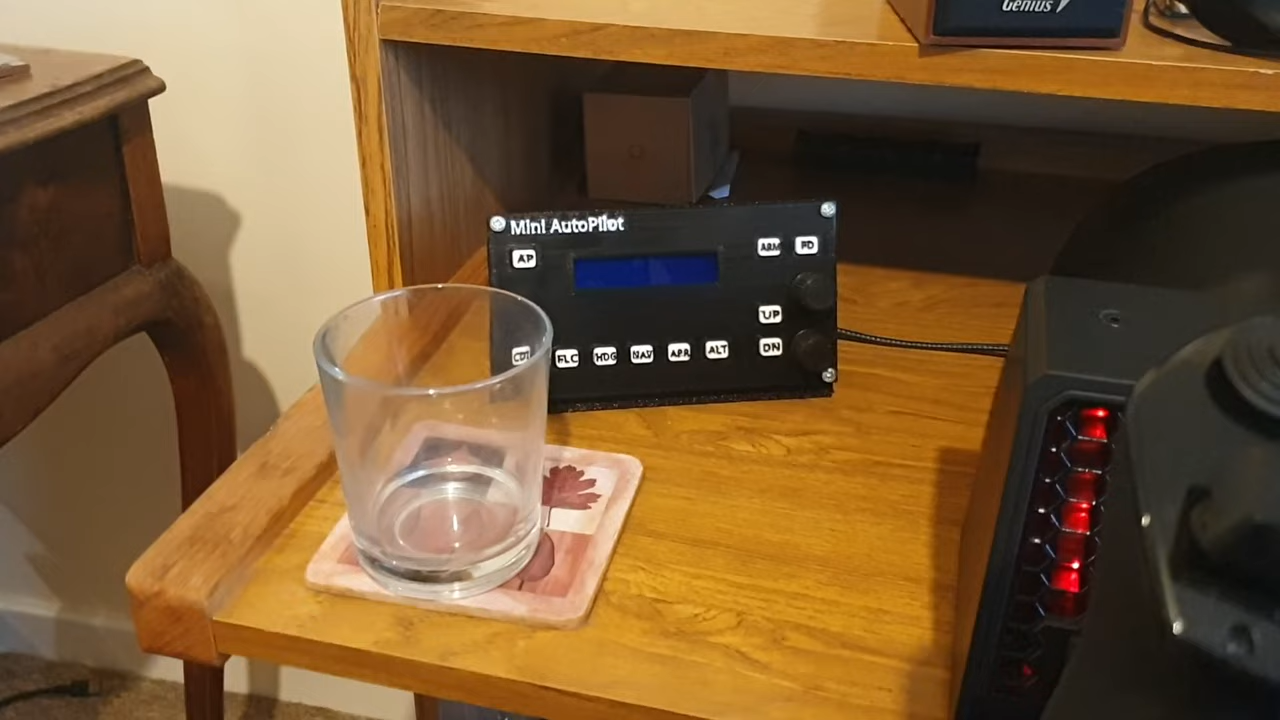 Genius
Mini AutoPilot
AP
ARM FD
UP
CDI FLC HDG NAV APR ALT DN